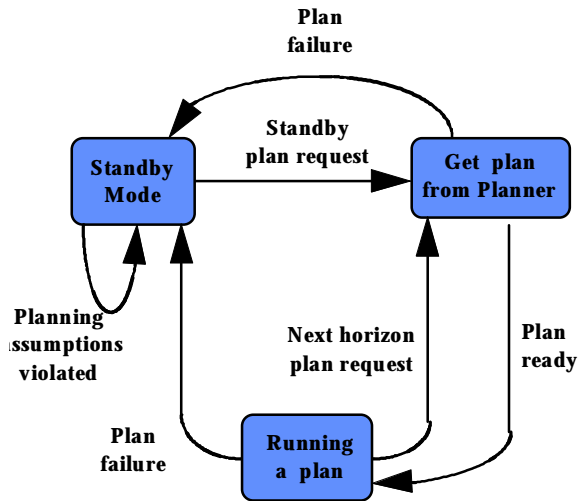 Plan
failure
Standby
plan request
Standby
Mode
Get plan
from Planner
Planning
assumptions
violated
Next horizon
plan request
Plan
ready
Plan
failure
Running
a plan